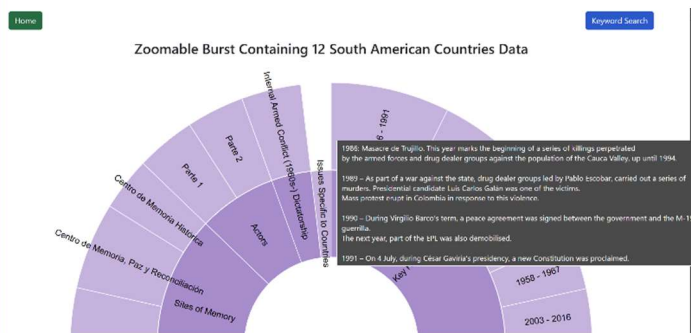 Home
Keyword Search
Zoomable Burst Containing 12 South American Countries Data
Internal Armed Conflict (1960s-)
Dictatorship
Issues Specific to Countries
- 1991
Parte 2
Parte 1
Actors
Centro de Memoria Histórica
Centro de Memoria, Paz y Reconciliación
Sites of Memory
1986: Masacre de Trujillo. This year marks the beginning of a series of killings perpetrated
by the armed forces and drug dealer groups against the population of the Cauca Valley, up until 1994.
1989 – As part of a war against the state, drug dealer groups led by Pablo Escobar, carried out a series of
murders. Presidential candidate Luis Carlos Galán was one of the victims.
Mass protest erupt in Colombia in response to this violence.
1990 – During Virgilio Barco's term, a peace agreement was signed between the government and the M-19
guerrilla.
The next year, part of the EPL was also demobilised.
1991 – On 4 July, during César Gaviria's presidency, a new Constitution was proclaimed.
Key
1958 - 1967
2003 - 2016